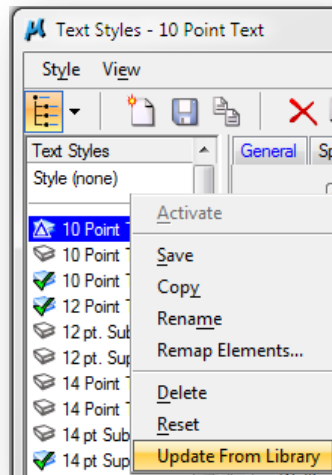 Text Styles - 10 Point Text
Style View
Text Styles
General
Style (none)
10 Point
10 Point
10 Point
12 Point
12 pt. Sub
12 pt. Sup
14 Point
14 Point
14 pt Sub
14 pt Sup
Activate
Save
Copy
Rename
Remap Elements...
Delete
Reset
Update From Library